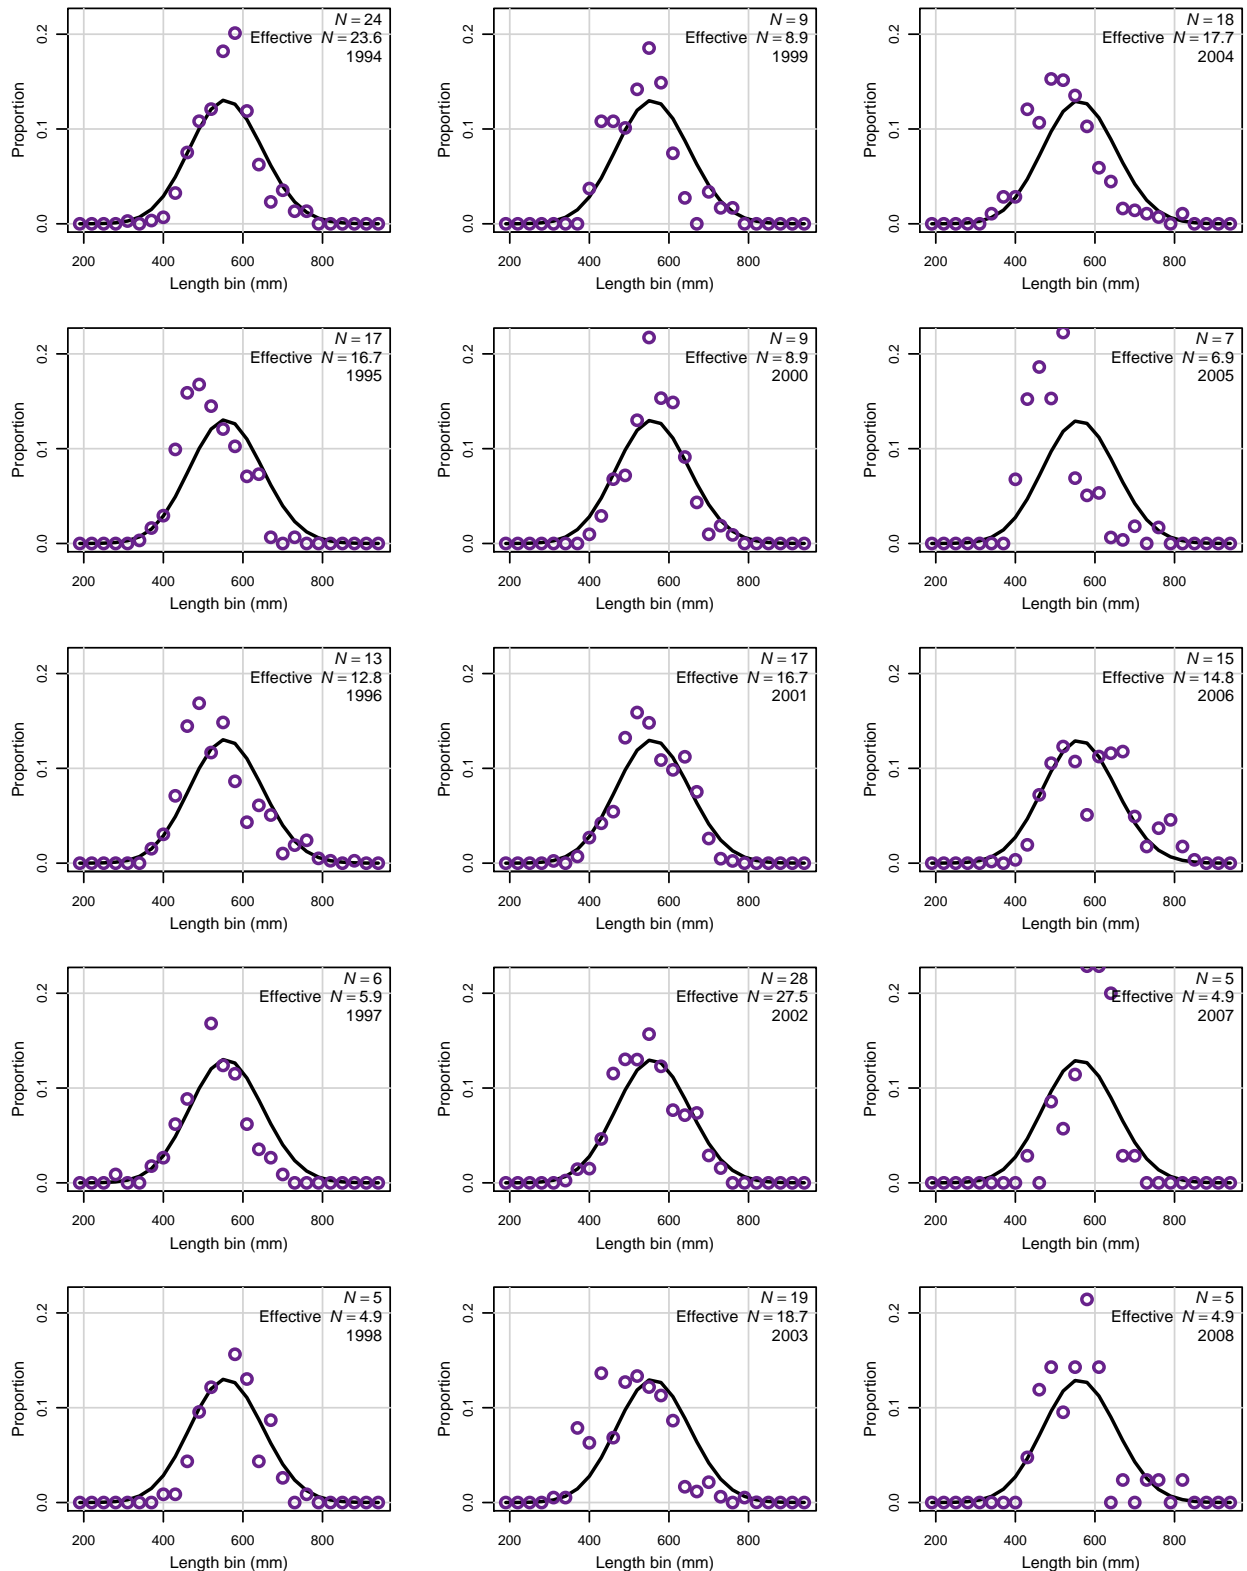 N = 24
Effective N = 23.6
1994
0.0 0.1 0.2
Proportion
200 400 600 800
Length bin (mm)
N = 9
Effective N = 8.9
1999
0.0 0.1 0.2
Proportion
200 400 600 800
Length bin (mm)
N = 18
Effective N = 17.7
2004
0.0 0.1 0.2
Proportion
200 400 600 800
Length bin (mm)
N = 17
Effective N = 16.7
1995
0.0 0.1 0.2
Proportion
200 400 600 800
Length bin (mm)
N = 9
Effective N = 8.9
2000
0.0 0.1 0.2
Proportion
200 400 600 800
Length bin (mm)
N = 7
Effective N = 6.9
2005
0.0 0.1 0.2
Proportion
200 400 600 800
Length bin (mm)
N = 13
Effective N = 12.8
1996
0.0 0.1 0.2
Proportion
200 400 600 800
Length bin (mm)
N = 17
Effective N = 16.7
2001
0.0 0.1 0.2
Proportion
200 400 600 800
Length bin (mm)
N = 15
Effective N = 14.8
2006
0.0 0.1 0.2
Proportion
200 400 600 800
Length bin (mm)
N = 6
Effective N = 5.9
1997
0.0 0.1 0.2
Proportion
200 400 600 800
Length bin (mm)
N = 28
Effective N = 27.5
2002
0.0 0.1 0.2
Proportion
200 400 600 800
Length bin (mm)
N = 5
Effective N = 4.9
2007
0.0 0.1 0.2
Proportion
200 400 600 800
Length bin (mm)
N = 5
Effective N = 4.9
1998
0.0 0.1 0.2
Proportion
200 400 600 800
Length bin (mm)
N = 19
Effective N = 18.7
2003
0.0 0.1 0.2
Proportion
200 400 600 800
Length bin (mm)
N = 5
Effective N = 4.9
2008
0.0 0.1 0.2
Proportion
200 400 600 800
Length bin (mm)